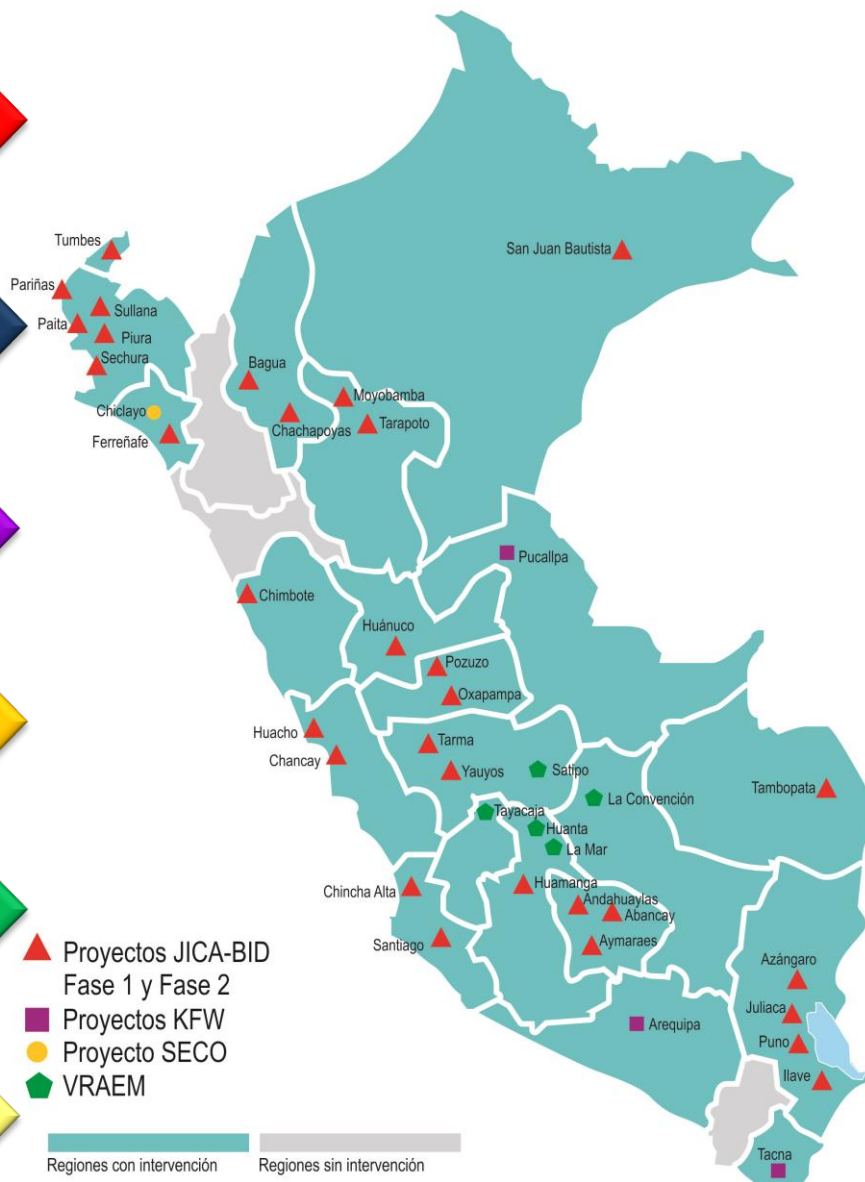 Tumbes
San Juan Bautista
Pariñas
Sullana
Paita
Piura
Sechura
Bagua
Moyobamba
Chiclayo
Chachapoyas
Tarapoto
Ferreñafe
Pucallpa
Chimbote
Huánuco
Pozuzo
Oxapampa
Huacho
Tarma
Chancay
Yauyos
Satipo
Tambopata
La Convención
Tayacaja
Huanta
La Mar
Chincha Alta
Huamanga
Andahuaylas
Abancay
Santiago
Aymaraes
Azángaro
Juliaca
Arequipa
Puno
Ilave
Tacna
Proyectos JICA-BID
Fase 1 y Fase 2
Proyectos KFW
Proyecto SECO
VRAEM
Regiones con intervención
Regiones sin intervención